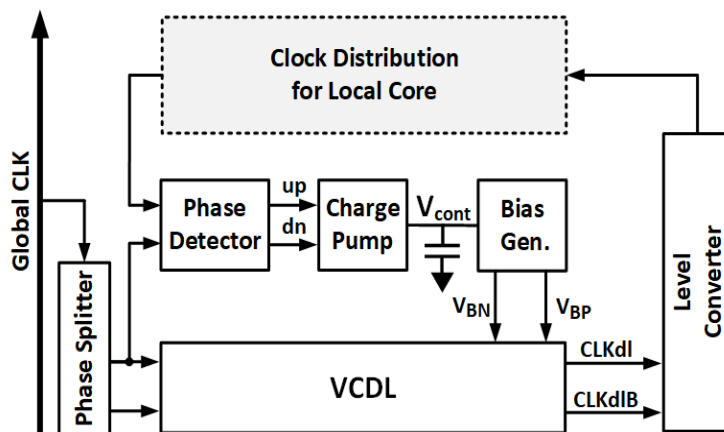 Clock Distribution
for Local Core
Global CLK
Phase
Detector
up
dn
Charge
Pump
Vcont
Bias
Gen.
Level
Converter
Phase Splitter
VBN
VBP
VCDL
CLKdl
CLKdlB